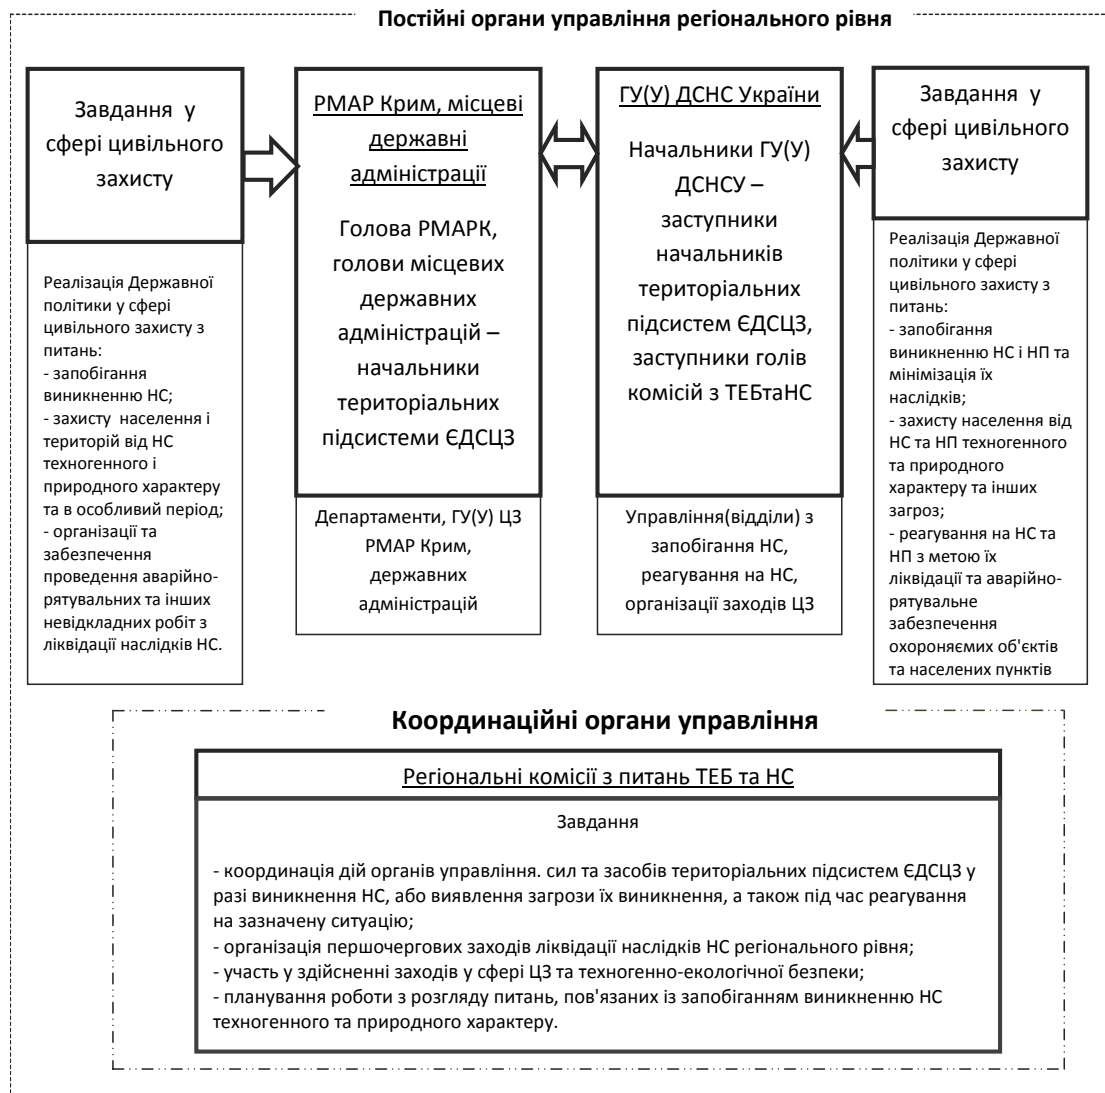 Постійні органи управління регіонального рівня
Завдання у
сфері цивільного
захисту
Реалізація Державної
політики у сфері
цивільного захисту з
питань:
- запобігання
виникненню НС;
- захисту населення і
територій від НС
техногенного і
природного характеру
та в особливий період;
- організації та
забезпечення
проведення аварійно-
рятувальних та інших
невідкладних робіт з
ліквідації наслідків НС.
РМАР Крим, місцеві
державні
адміністрації
Голова РМАРК,
голови місцевих
державних
адміністрацій –
начальники
територіальних
підсистеми ЄДСЦЗ
Департаменти, ГУ(У) ЦЗ
РМАР Крим,
державних
адміністрацій
ГУ(У) ДСНС України
Начальники ГУ(У)
ДСНСУ –
заступники
начальників
територіальних
підсистем ЄДСЦЗ,
заступники голів
комісій з ТЕБтаНС
Управління(відділи) з
запобігання НС,
реагування на НС,
організації заходів ЦЗ
Завдання у
сфері цивільного
захисту
Реалізація Державної
політики у сфері
цивільного захисту з
питань:
- запобігання
виникненню НС і НП та
мінімізація їх
наслідків;
- захисту населення від
НС та НП техногенного
та природного
характеру та інших
загроз;
- реагування на НС та
НП з метою їх
ліквідації та аварійно-
рятувальне
забезпечення
охороняємих об'єктів
та населених пунктів
Координаційні органи управління
Регіональні комісії з питань ТЕБ та НС
Завдання
- координація дій органів управління. сил та засобів територіальних підсистем ЄДСЦЗ у
разі виникнення НС, або виявлення загрози їх виникнення, а також під час реагування
на зазначену ситуацію;
- організація першочергових заходів ліквідації наслідків НС регіонального рівня;
- участь у здійсненні заходів у сфері ЦЗ та техногенно-екологічної безпеки;
- планування роботи з розгляду питань, пов'язаних із запобіганням виникненню НС
техногенного та природного характеру.